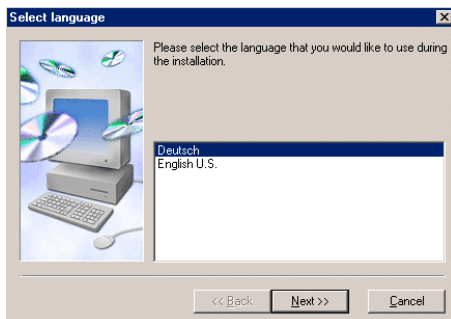 Select language
Please select the language that you would like to use during
the installation.
Deutsch
English U.S.
<< Back
Next >>
Cancel